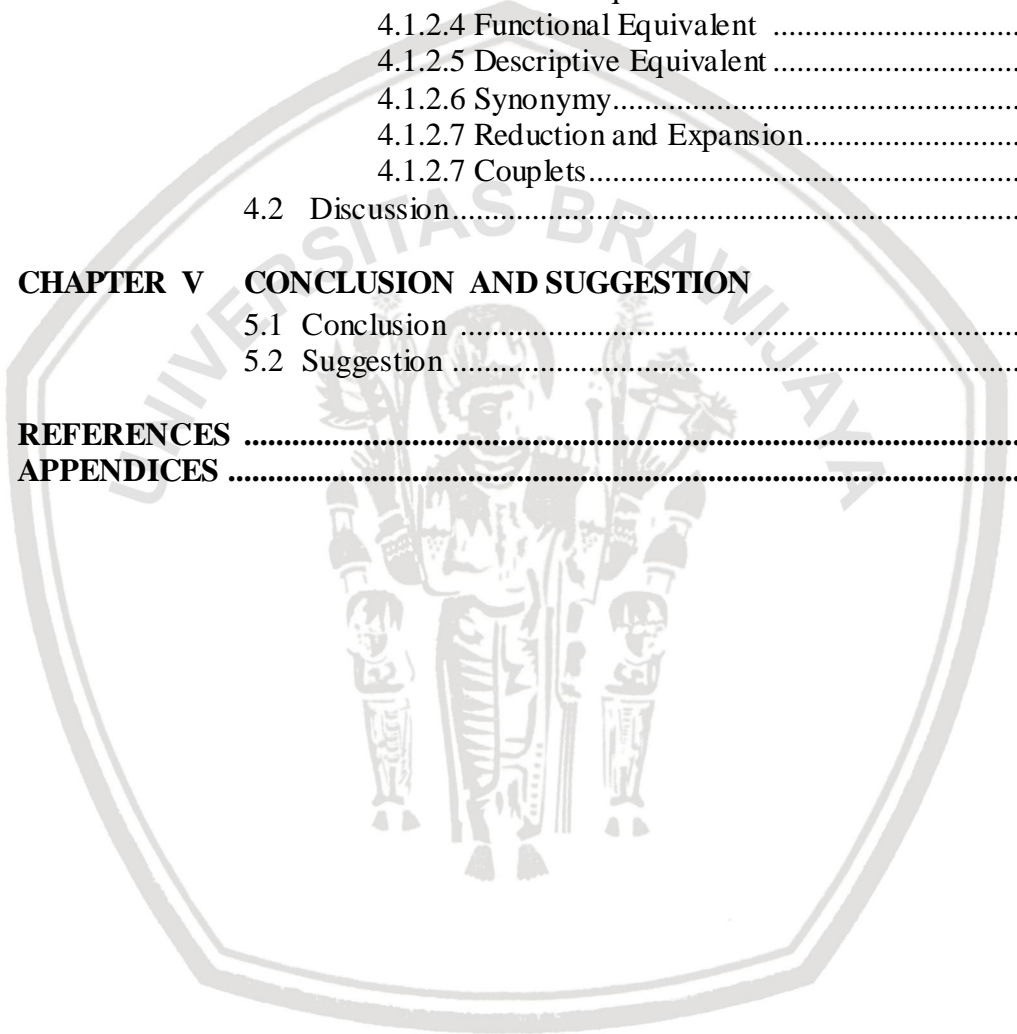 4.1.2.4 Functional Equivalent ..................................
4.1.2.5 Descriptive Equivalent ..................................
4.1.2.6 Synonymy..................................................
4.1.2.7 Reduction and Expansion...........................
4.1.2.7 Couplets.....................................................
4.2 Discussion.......................................................................
CHAPTER V CONCLUSION AND SUGGESTION
5.1 Conclusion ......................................................................
5.2 Suggestion .......................................................................
REFERENCES ..................................................................................................
APPENDICES ....................................................................................................
UNIVERSITAS BRAWIJAYA